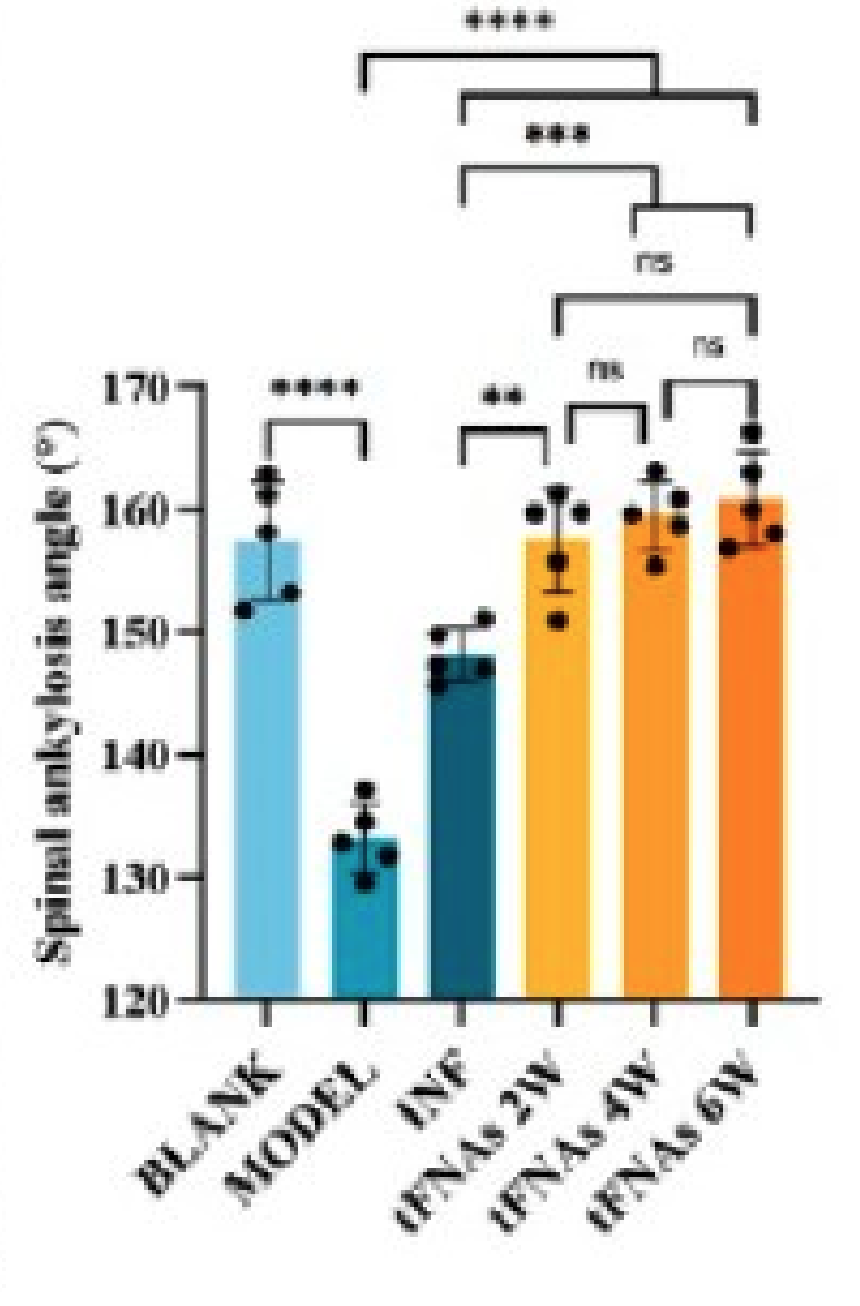 ****
***
ns
ns
ns
****
**
170
160
150
140
130
120
Spinal ankylosis angle (°)
BLANK
MODEL
INF
tFNAs 2W
tFNAs 4W
tFNAs 6W